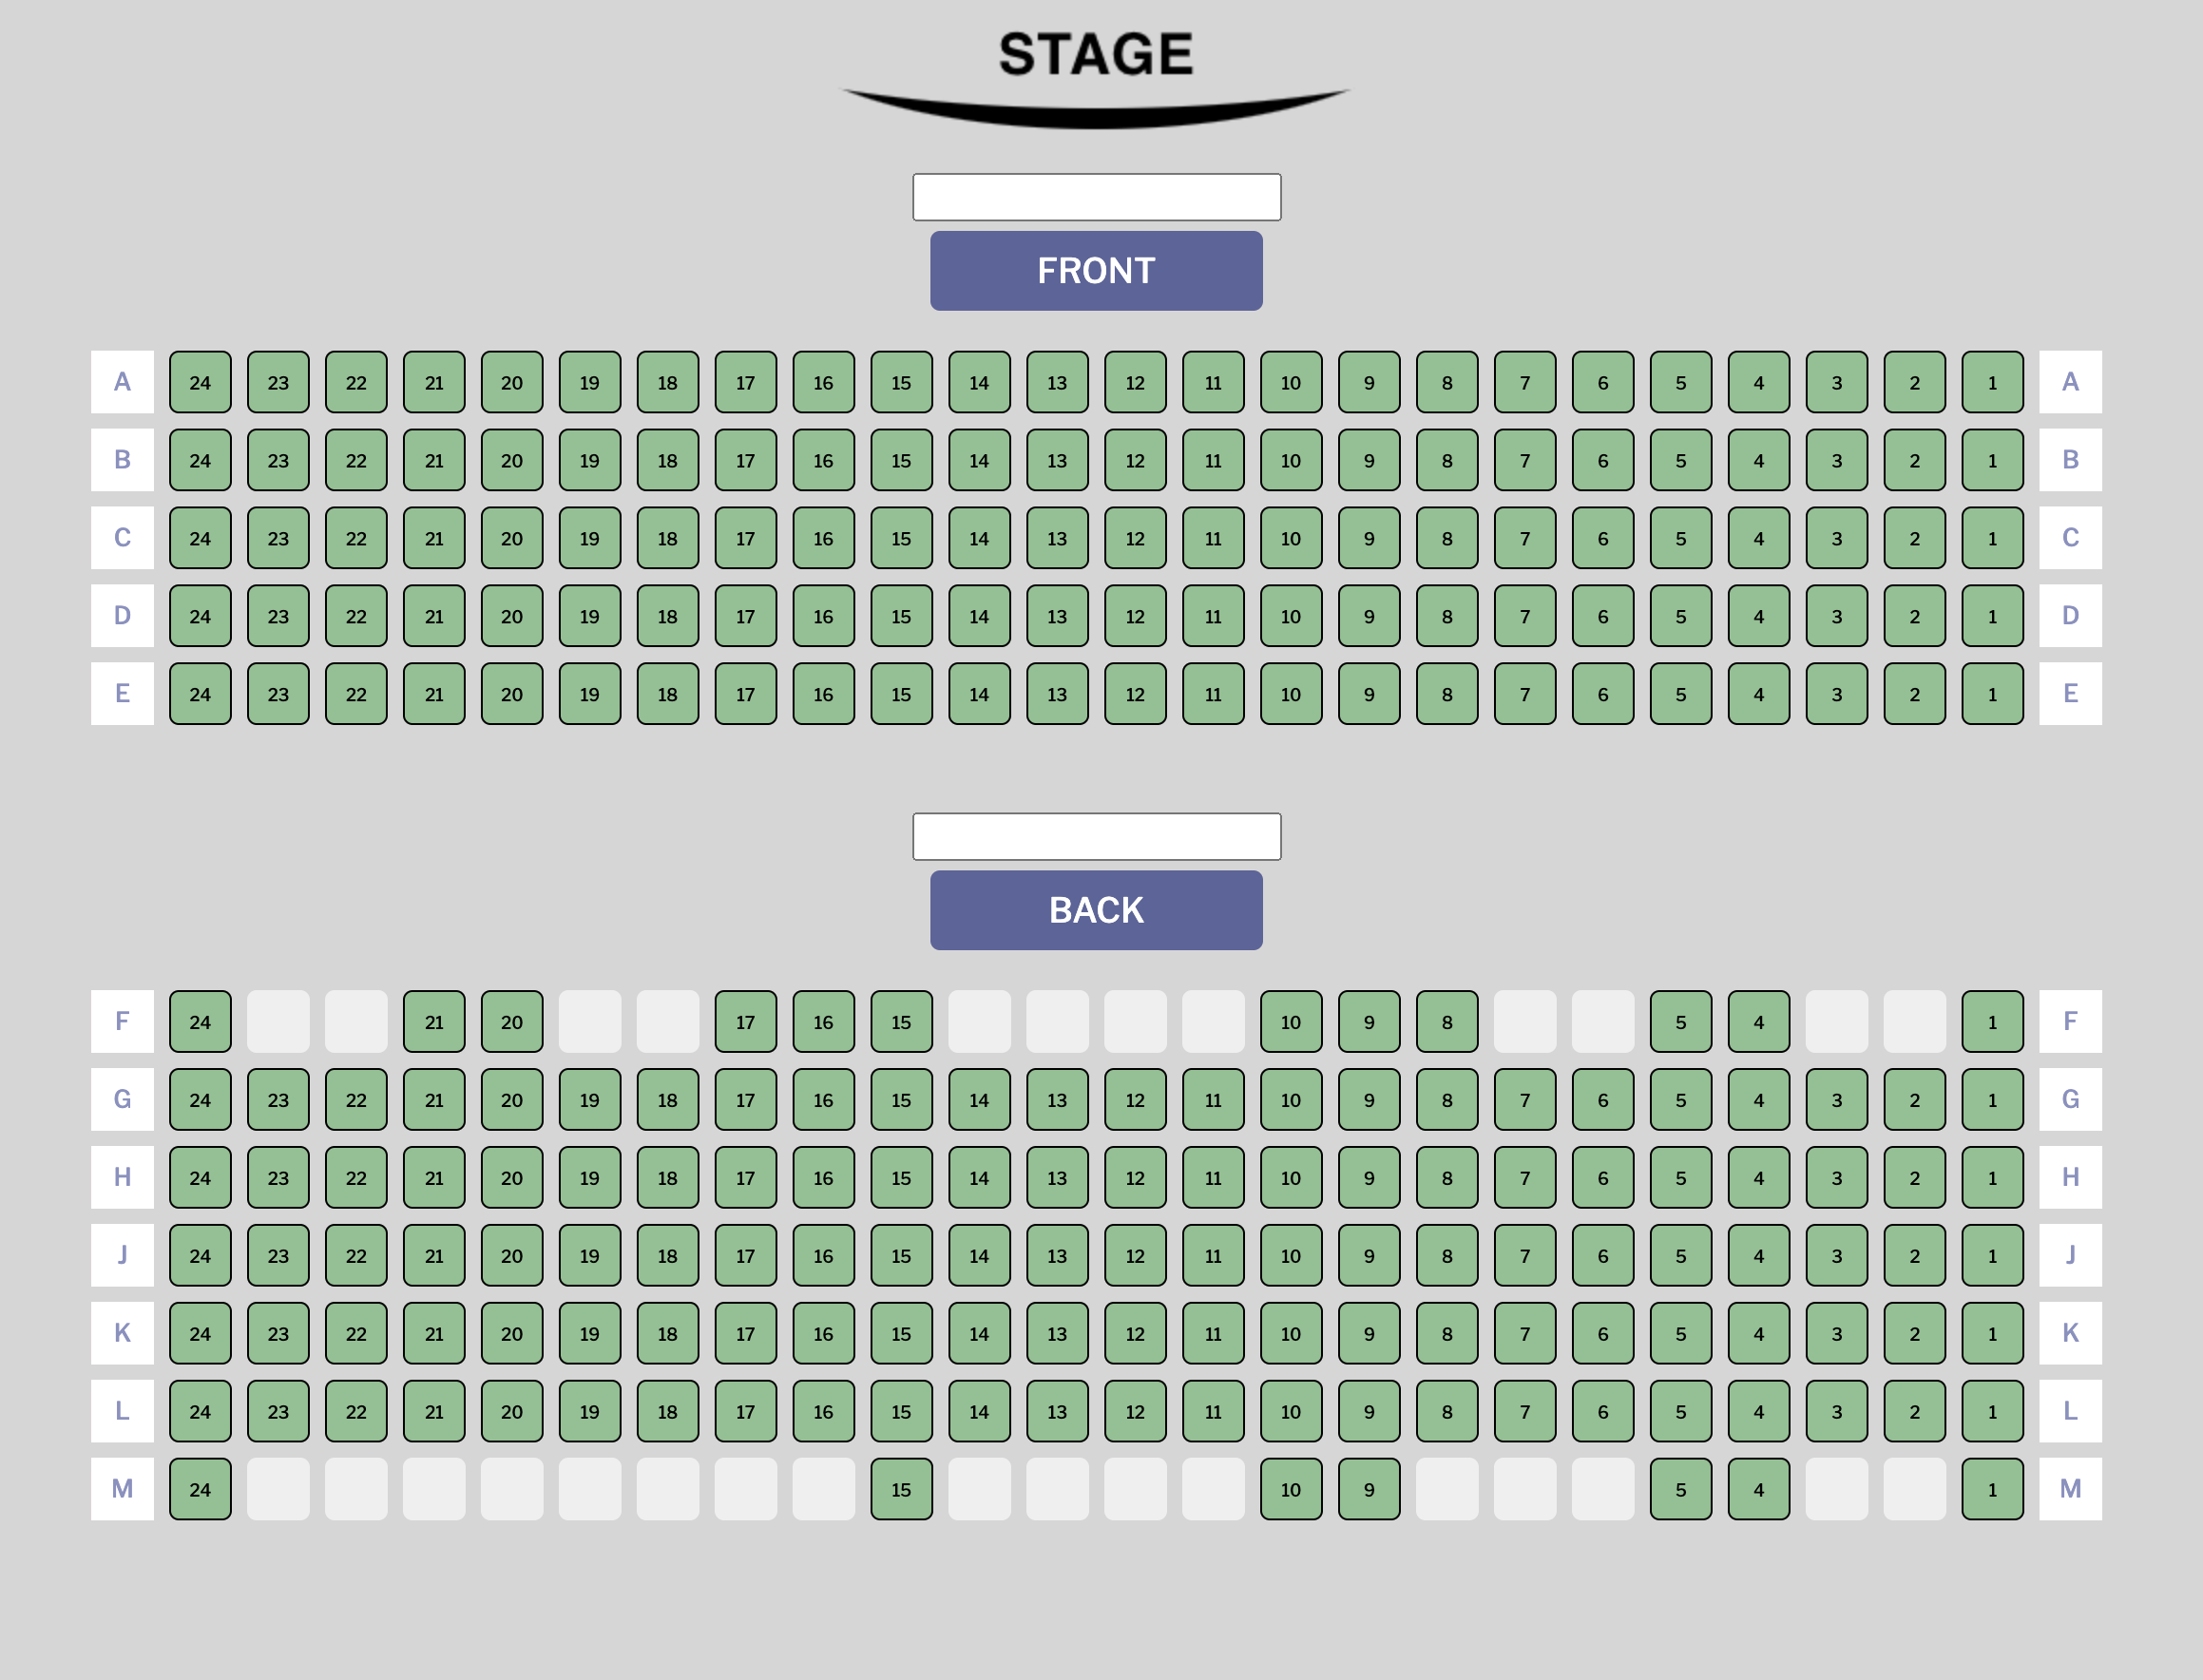 STAGE
FRONT
A 24 23 22 21 20 19 18 17 16 15 14 13 12 11 10 9 8 7 6 5 4 3 2 1 A
B 24 23 22 21 20 19 18 17 16 15 14 13 12 11 10 9 8 7 6 5 4 3 2 1 B
C 24 23 22 21 20 19 18 17 16 15 14 13 12 11 10 9 8 7 6 5 4 3 2 1 C
D 24 23 22 21 20 19 18 17 16 15 14 13 12 11 10 9 8 7 6 5 4 3 2 1 D
E 24 23 22 21 20 19 18 17 16 15 14 13 12 11 10 9 8 7 6 5 4 3 2 1 E
BACK
F 24 21 20 17 16 15 10 9 8 5 4 1 F
G 24 23 22 21 20 19 18 17 16 15 14 13 12 11 10 9 8 7 6 5 4 3 2 1 G
H 24 23 22 21 20 19 18 17 16 15 14 13 12 11 10 9 8 7 6 5 4 3 2 1 H
J 24 23 22 21 20 19 18 17 16 15 14 13 12 11 10 9 8 7 6 5 4 3 2 1 J
K 24 23 22 21 20 19 18 17 16 15 14 13 12 11 10 9 8 7 6 5 4 3 2 1 K
L 24 23 22 21 20 19 18 17 16 15 14 13 12 11 10 9 8 7 6 5 4 3 2 1 L
M 24 15 10 9 5 4 1 M